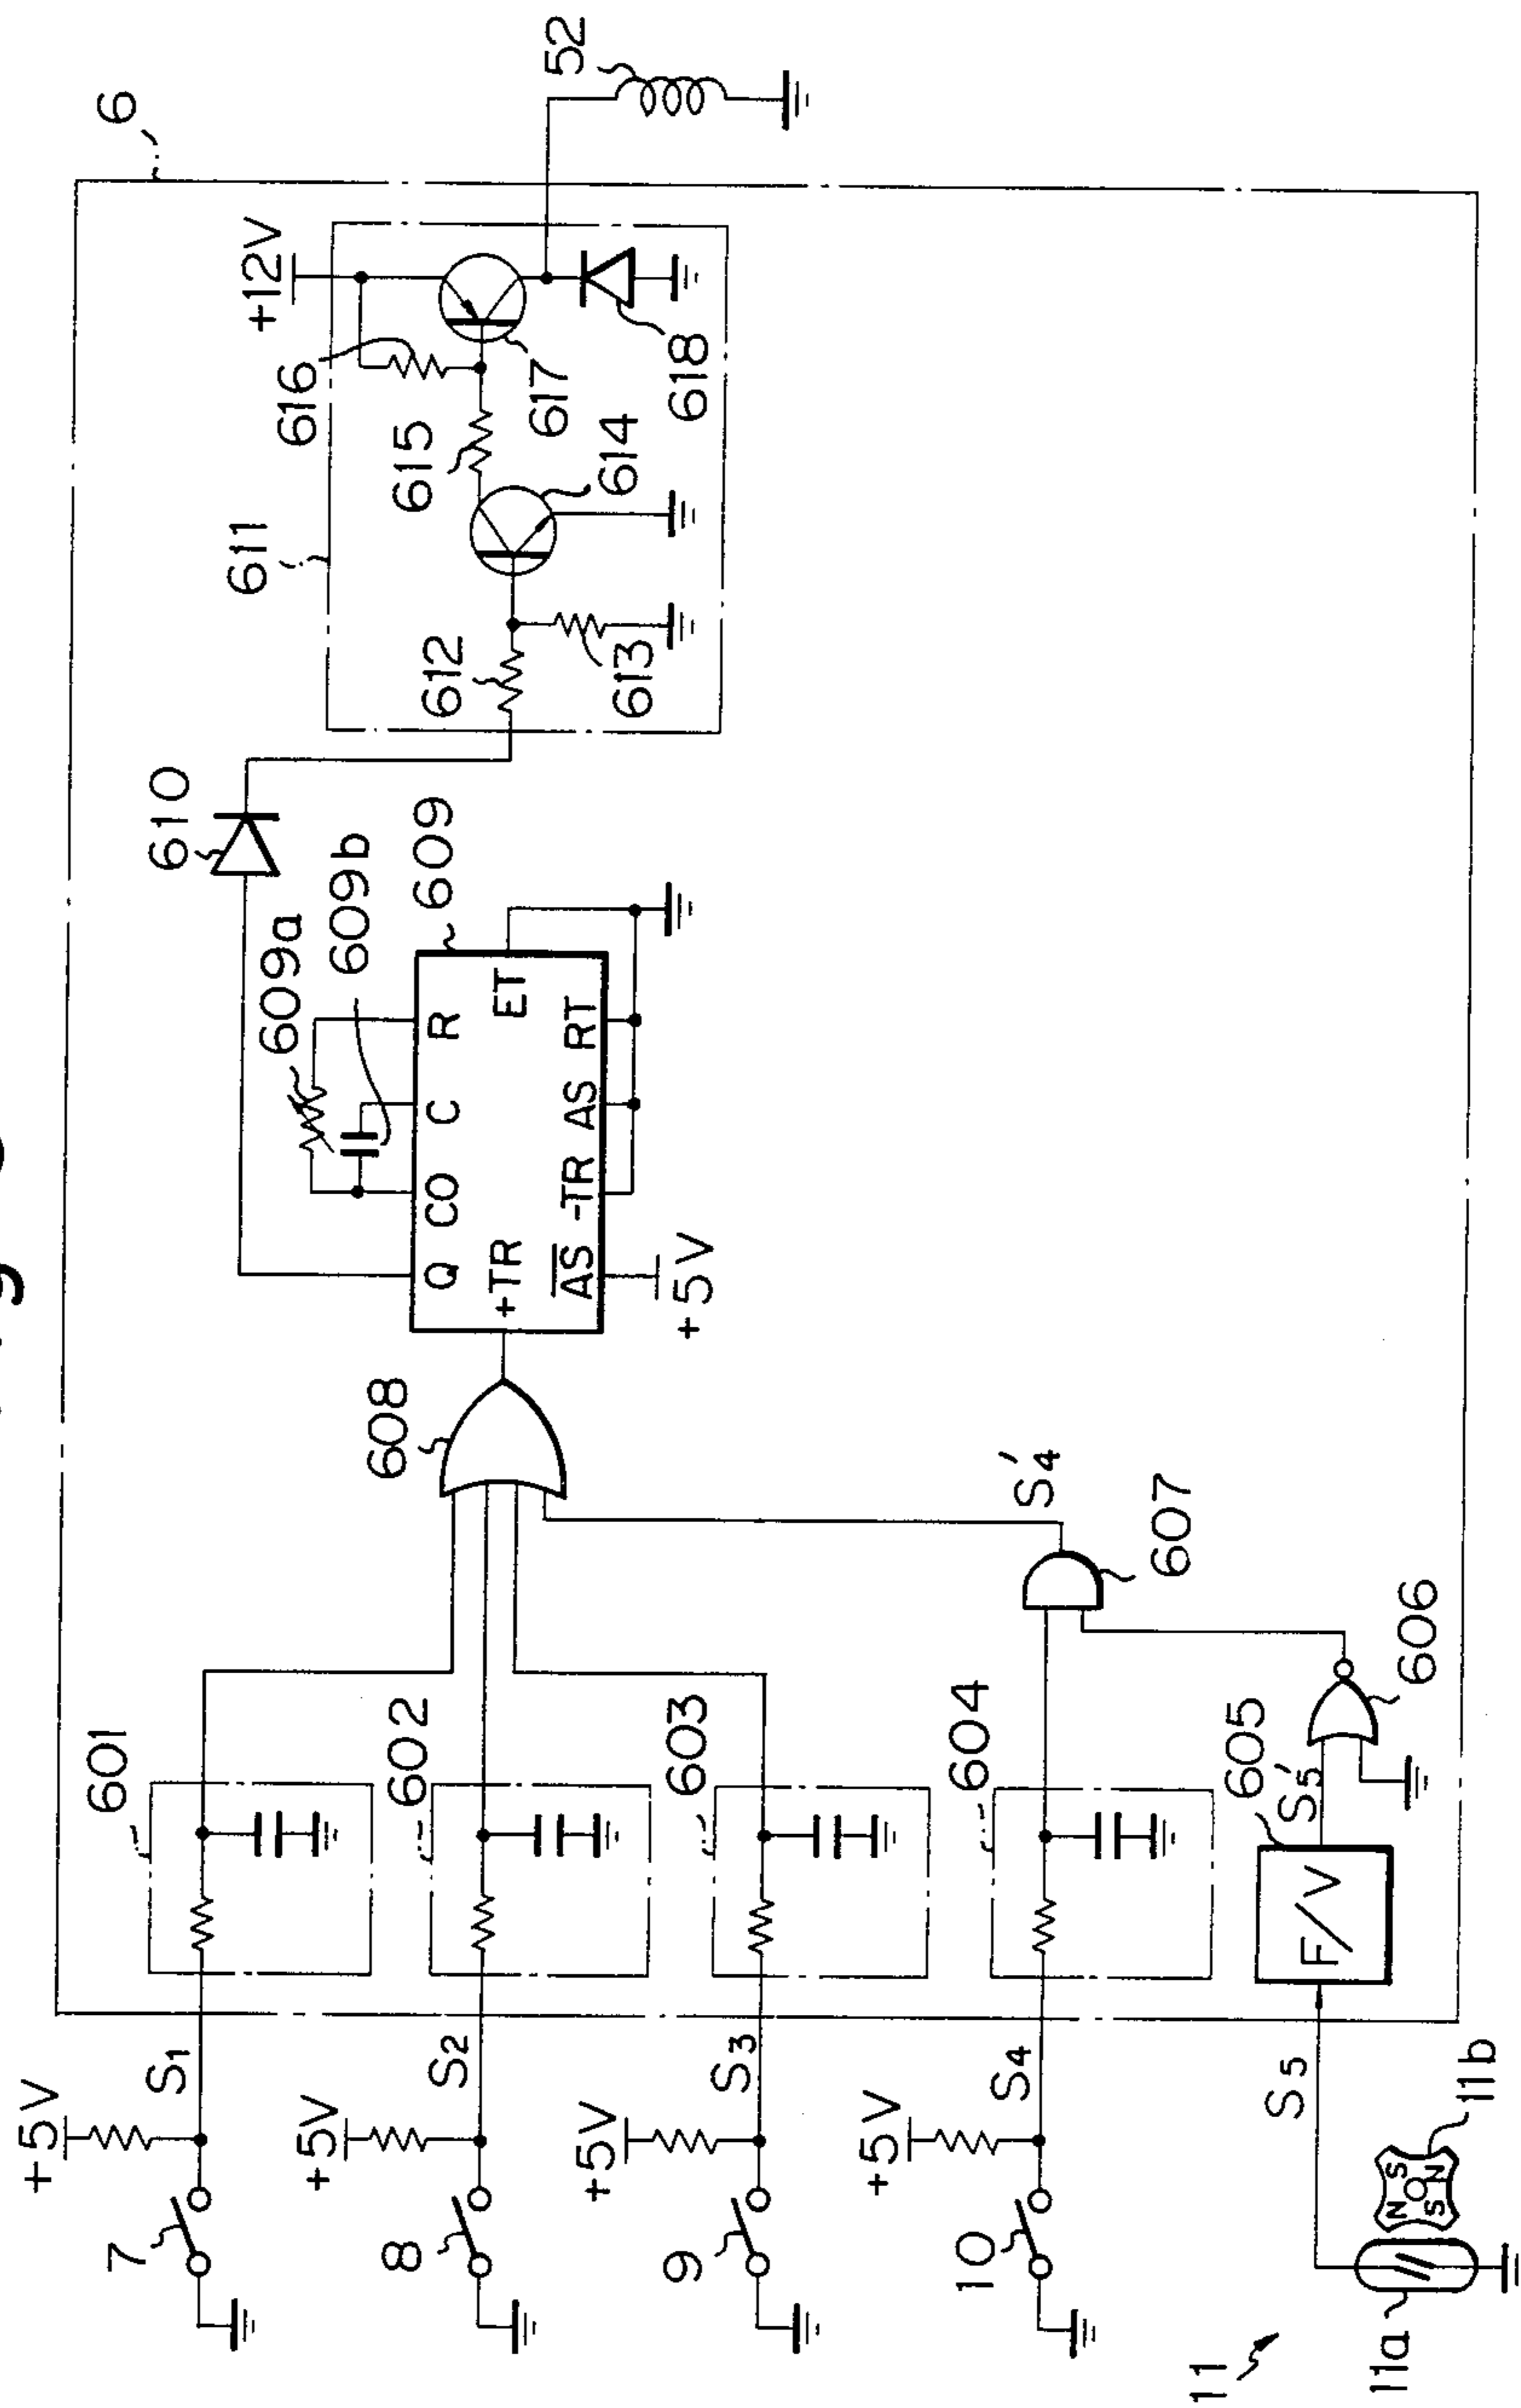 6
52
+12V
616
615
617
618
611
614
612
613
610
609a
609b
609
Q CO C R
+TR
ET
AS -TR AS RT
+5V
608
S4'
607
606
601
602
603
604
605
S5'
F/V
+5V
S1
7
+5V
S2
8
+5V
S3
9
+5V
S4
10
S5
N S
S N
11b
11a
11